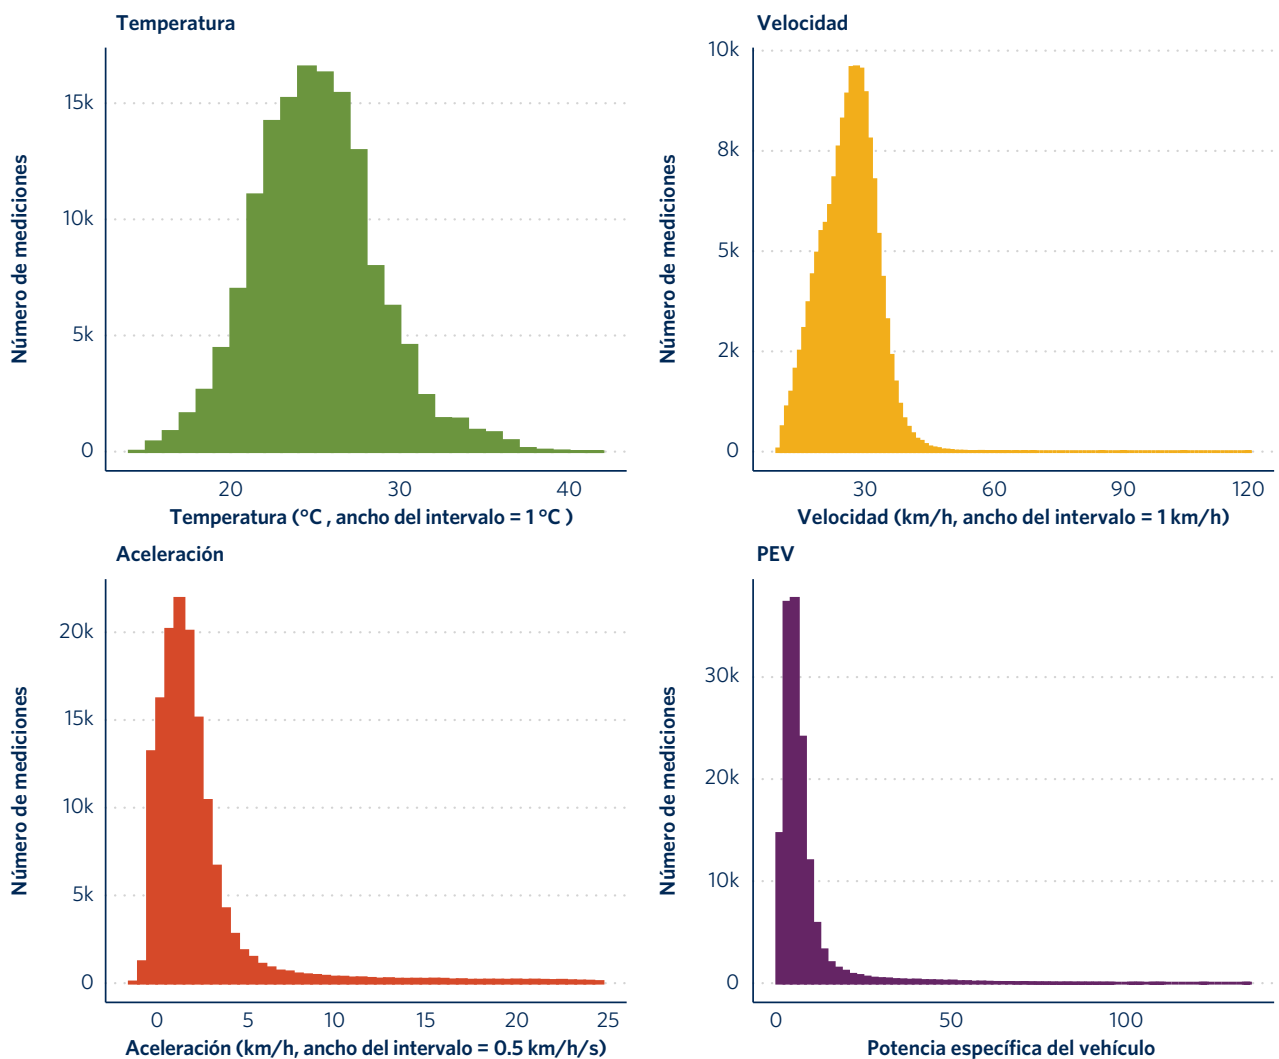 Temperatura
Número de mediciones
15k
10k
5k
0
20 30 40
Temperatura (°C , ancho del intervalo = 1 °C )
Velocidad
Número de mediciones
10k
8k
5k
2k
0
30 60 90 120
Velocidad (km/h, ancho del intervalo = 1 km/h)
Aceleración
Número de mediciones
20k
15k
10k
5k
0
0 5 10 15 20 25
Aceleración (km/h, ancho del intervalo = 0.5 km/h/s)
PEV
Número de mediciones
30k
20k
10k
0
0 50 100
Potencia específica del vehículo